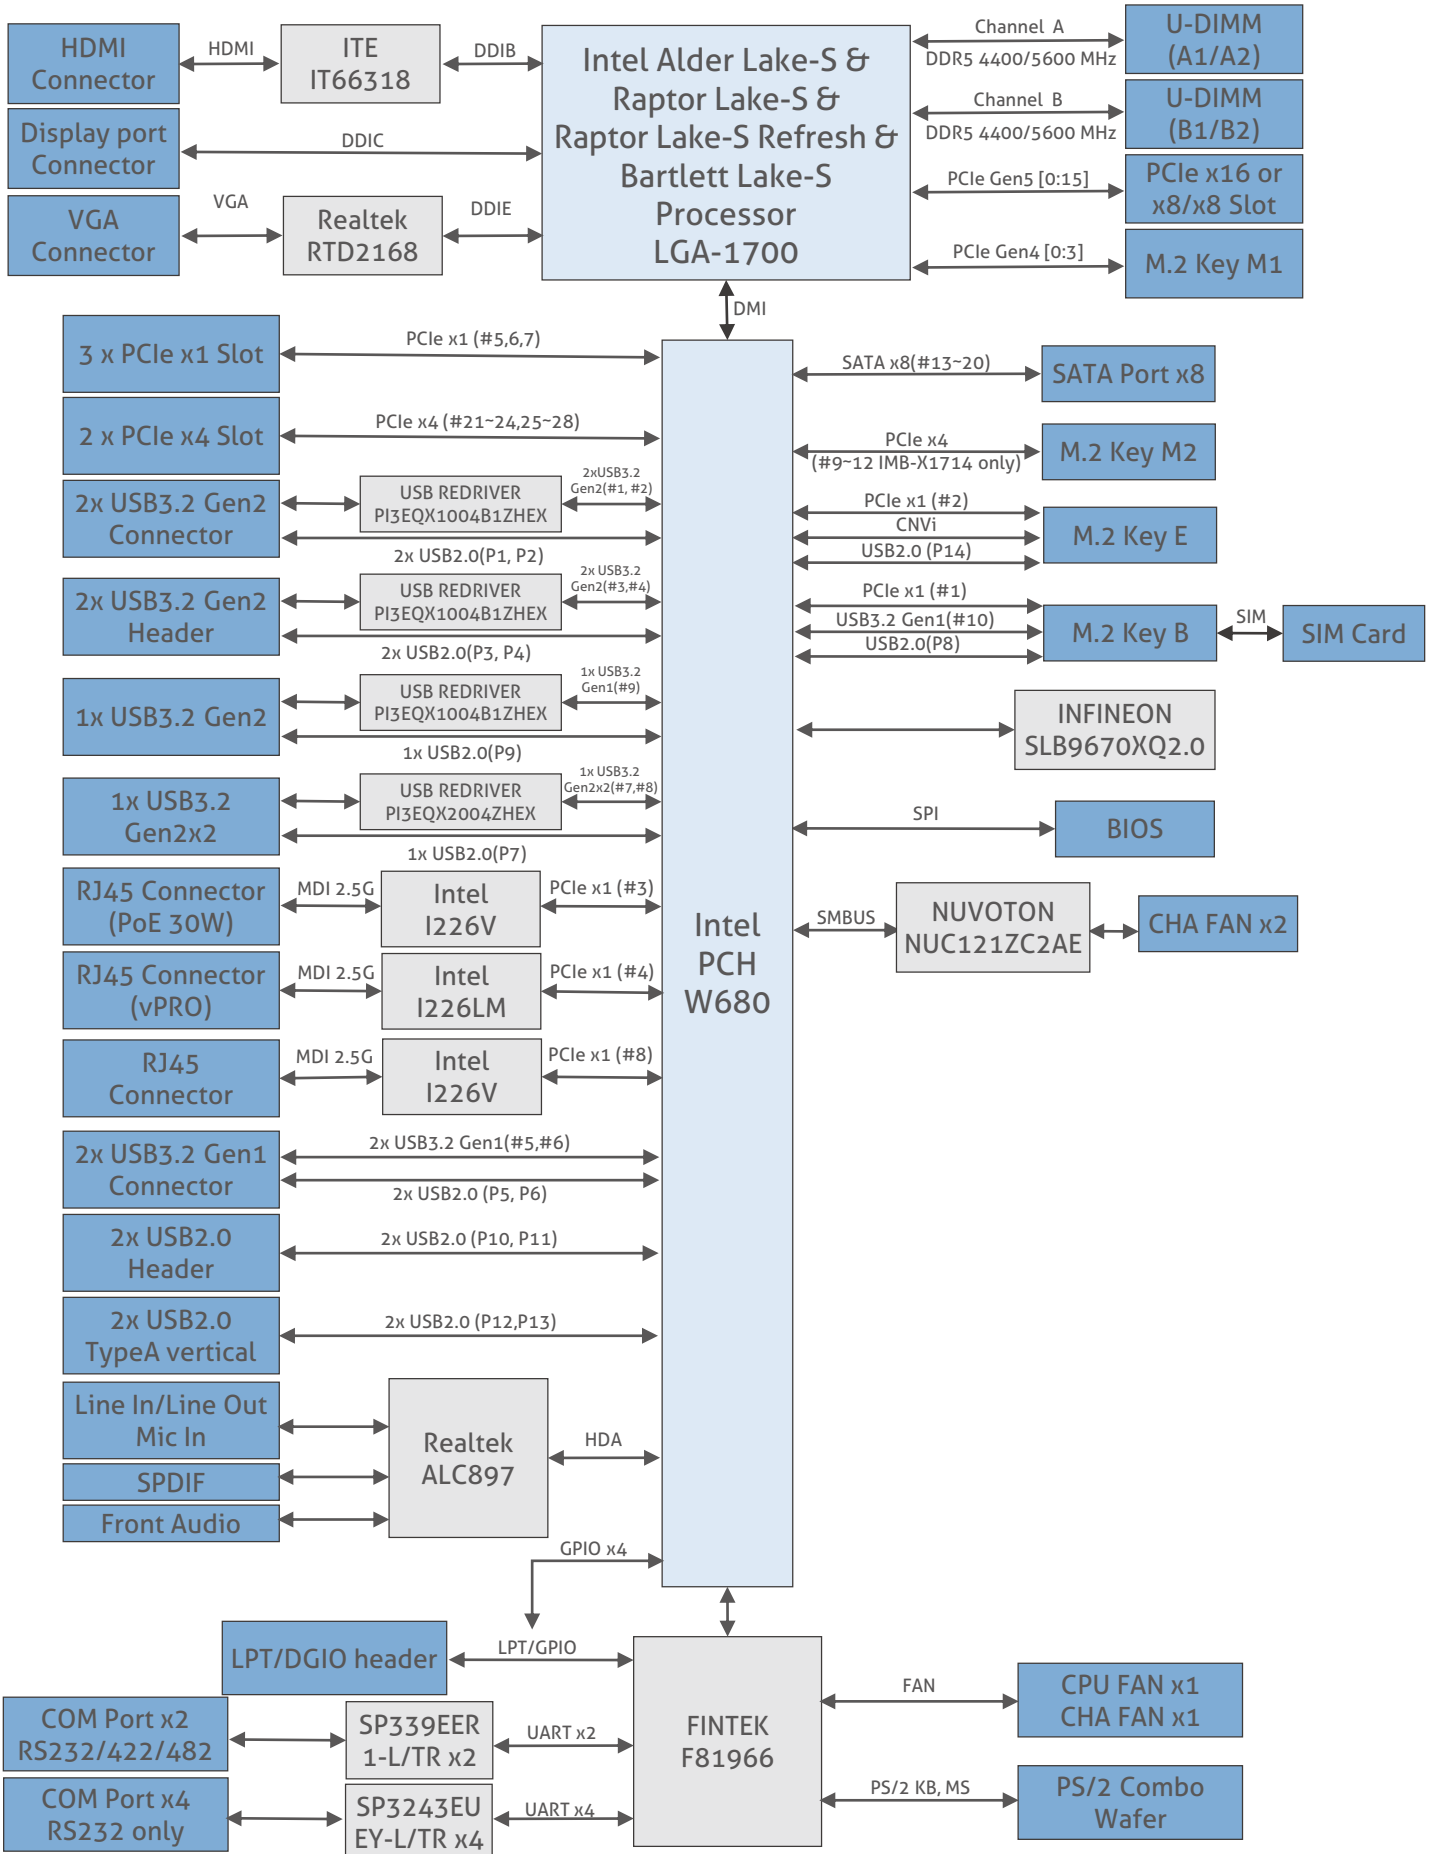 HDMI
Connector
HDMI
ITE
IT66318
DDIB
Display port
Connector
DDIC
VGA
Connector
VGA
Realtek
RTD2168
DDIE
Intel Alder Lake-S &
Raptor Lake-S &
Raptor Lake-S Refresh &
Bartlett Lake-S
Processor
LGA-1700
Channel A
DDR5 4400/5600 MHz
U-DIMM
(A1/A2)
Channel B
DDR5 4400/5600 MHz
U-DIMM
(B1/B2)
PCIe Gen5 [0:15]
PCIe x16 or
x8/x8 Slot
PCIe Gen4 [0:3]
M.2 Key M1
DMI
3 x PCIe x1 Slot
PCIe x1 (#5,6,7)
2 x PCIe x4 Slot
PCIe x4 (#21~24,25~28)
2x USB3.2 Gen2
Connector
USB REDRIVER
PI3EQX1004B1ZHEX
2xUSB3.2
Gen2(#1, #2)
2x USB2.0(P1, P2)
2x USB3.2 Gen2
Header
USB REDRIVER
PI3EQX1004B1ZHEX
2x USB3.2
Gen2(#3,#4)
2x USB2.0(P3, P4)
1x USB3.2 Gen2
USB REDRIVER
PI3EQX1004B1ZHEX
1x USB3.2
Gen1(#9)
1x USB2.0(P9)
1x USB3.2
Gen2x2
USB REDRIVER
PI3EQX2004ZHEX
1x USB3.2
Gen2x2(#7,#8)
1x USB2.0(P7)
RJ45 Connector
(PoE 30W)
MDI 2.5G
Intel
I226V
PCIe x1 (#3)
RJ45 Connector
(vPRO)
MDI 2.5G
Intel
I226LM
PCIe x1 (#4)
RJ45
Connector
MDI 2.5G
Intel
I226V
PCIe x1 (#8)
2x USB3.2 Gen1
Connector
2x USB3.2 Gen1(#5,#6)
2x USB2.0 (P5, P6)
2x USB2.0
Header
2x USB2.0 (P10, P11)
2x USB2.0
TypeA vertical
2x USB2.0 (P12,P13)
Line In/Line Out
Mic In
SPDIF
Front Audio
Realtek
ALC897
HDA
GPIO x4
Intel
PCH
W680
SATA x8(#13~20)
SATA Port x8
PCIe x4
(#9~12 IMB-X1714 only)
M.2 Key M2
PCIe x1 (#2)
CNVi
USB2.0 (P14)
M.2 Key E
PCIe x1 (#1)
USB3.2 Gen1(#10)
USB2.0(P8)
M.2 Key B
SIM
SIM Card
INFINEON
SLB9670XQ2.0
SPI
BIOS
SMBUS
NUVOTON
NUC121ZC2AE
CHA FAN x2
LPT/DGIO header
LPT/GPIO
COM Port x2
RS232/422/482
SP339EER
1-L/TR x2
UART x2
COM Port x4
RS232 only
SP3243EU
EY-L/TR x4
UART x4
FINTEK
F81966
FAN
CPU FAN x1
CHA FAN x1
PS/2 KB, MS
PS/2 Combo
Wafer